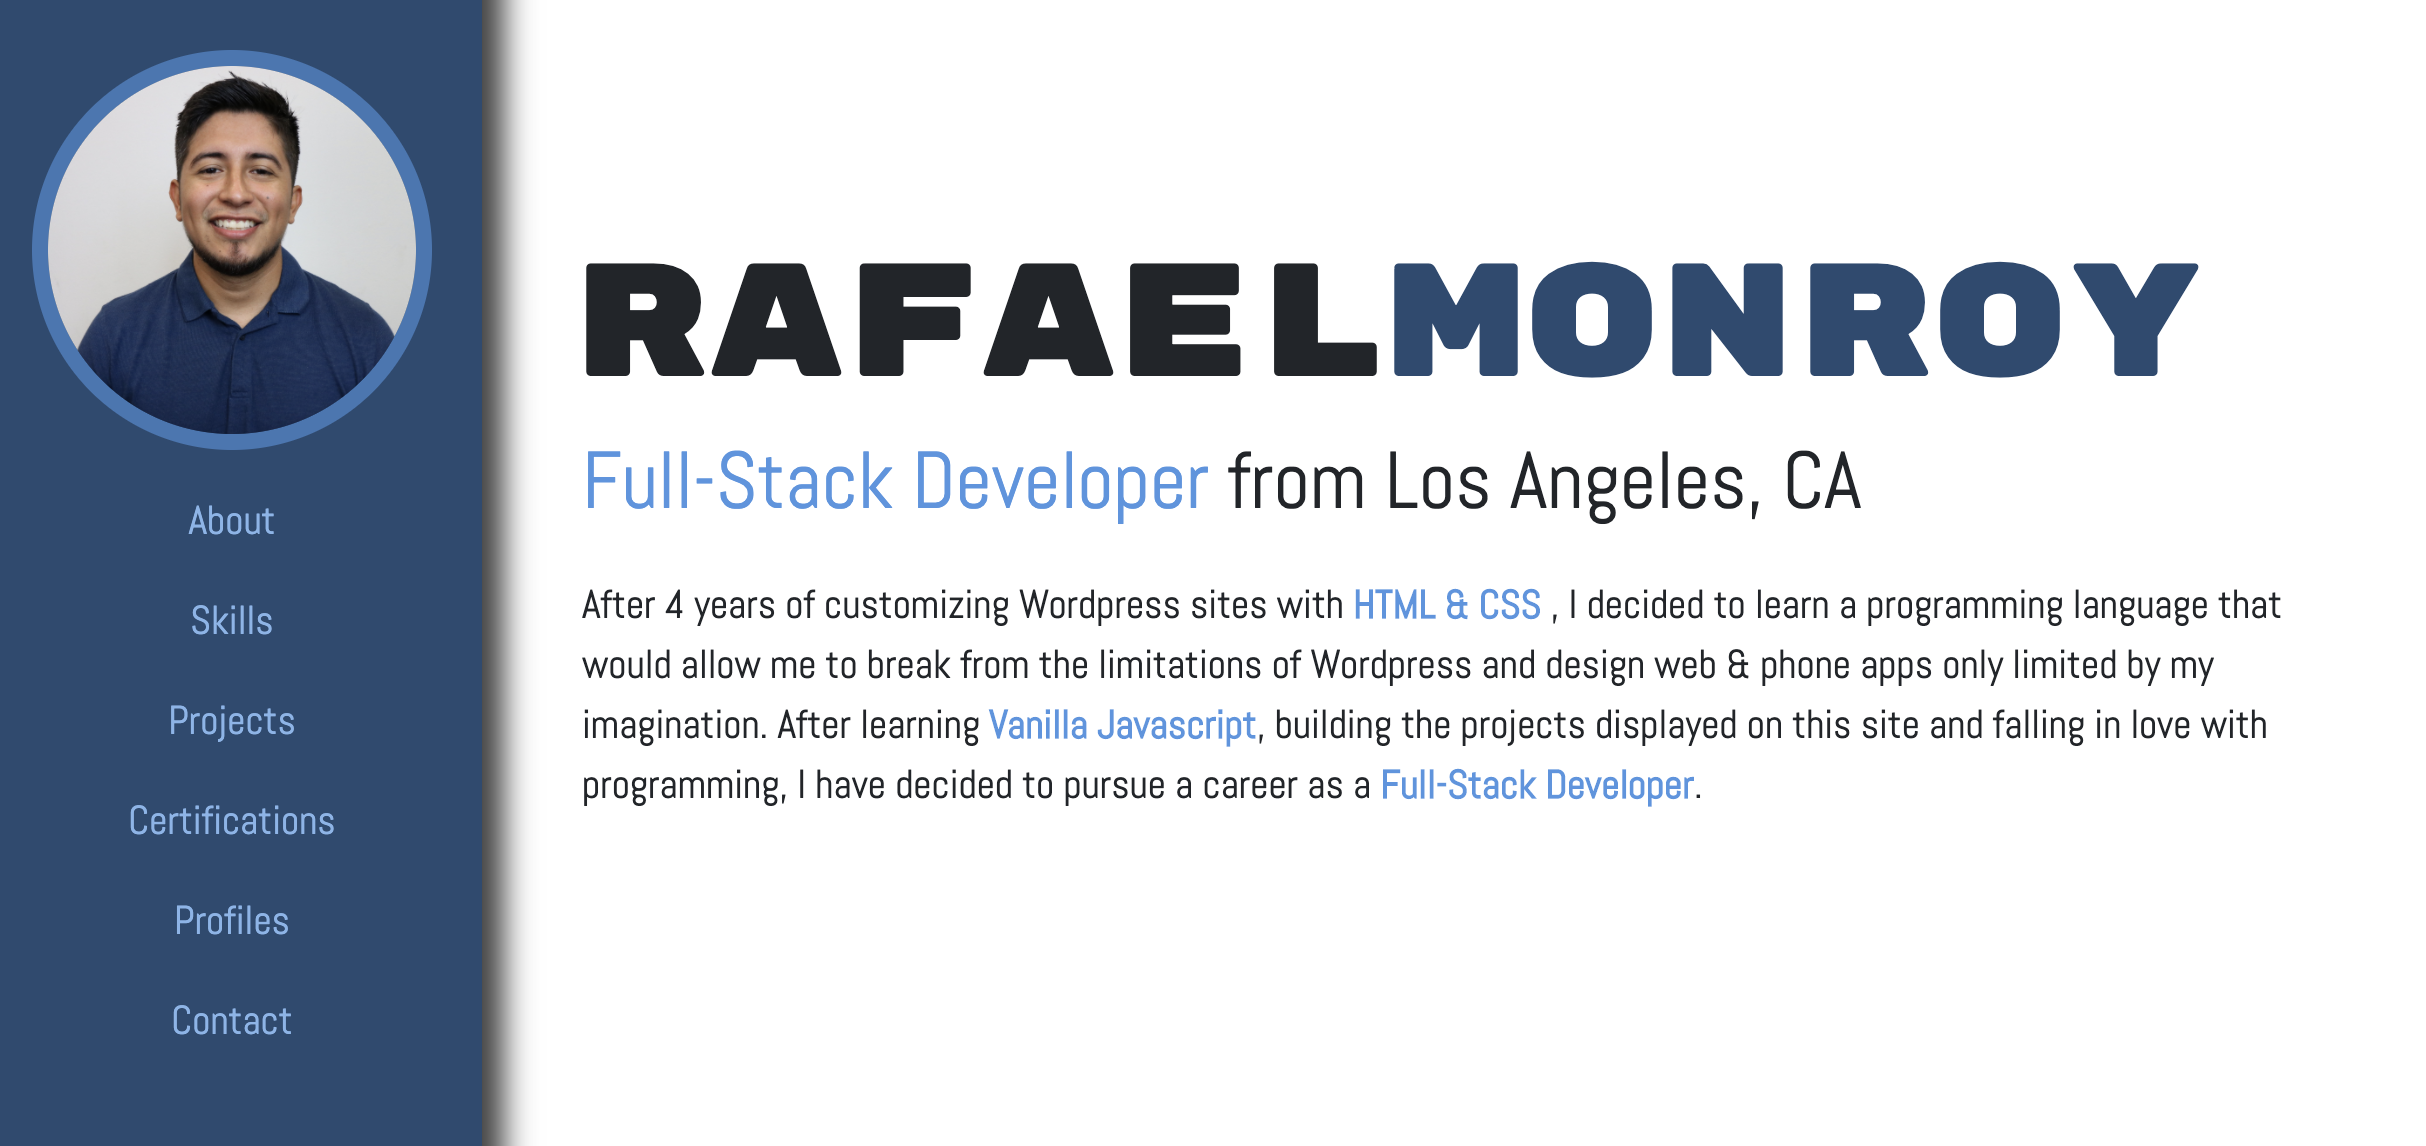 About
Skills
Projects
Certifications
Profiles
Contact
RAFAELMONROY
Full-Stack Developer from Los Angeles, CA
After 4 years of customizing Wordpress sites with HTML & CSS , I decided to learn a programming language that
would allow me to break from the limitations of Wordpress and design web & phone apps only limited by my
imagination. After learning Vanilla Javascript, building the projects displayed on this site and falling in love with
programming, I have decided to pursue a career as a Full-Stack Developer.